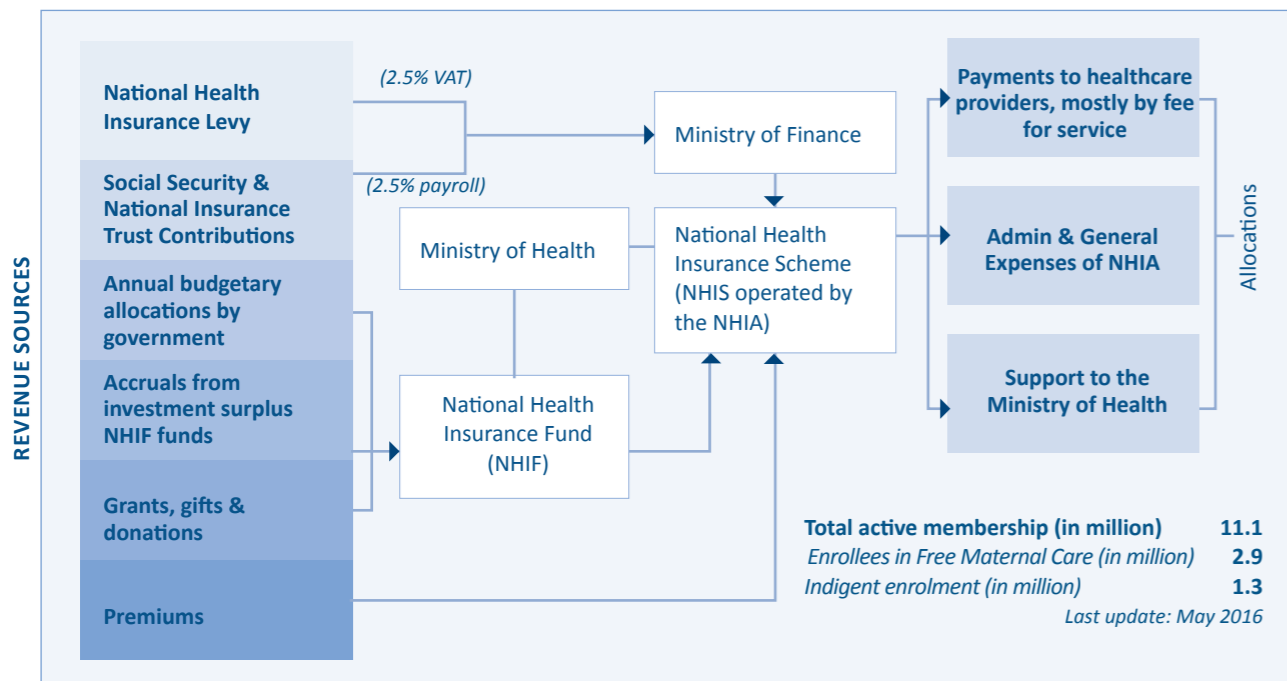 REVENUE SOURCES
National Health
Insurance Levy
Social Security &
National Insurance
Trust Contributions
Annual budgetary
allocations by
government
Accruals from
investment surplus
NHIF funds
Grants, gifts &
donations
Premiums
(2.5% VAT)
(2.5% payroll)
Ministry of Finance
Ministry of Health
National Health
Insurance Scheme
(NHIS operated by
the NHIA)
National Health
Insurance Fund
(NHIF)
Payments to healthcare
providers, mostly by fee
for service
Admin & General
Expenses of NHIA
Support to the
Ministry of Health
Allocations
Total active membership (in million) 11.1
Enrollees in Free Maternal Care (in million) 2.9
Indigent enrolment (in million) 1.3
Last update: May 2016